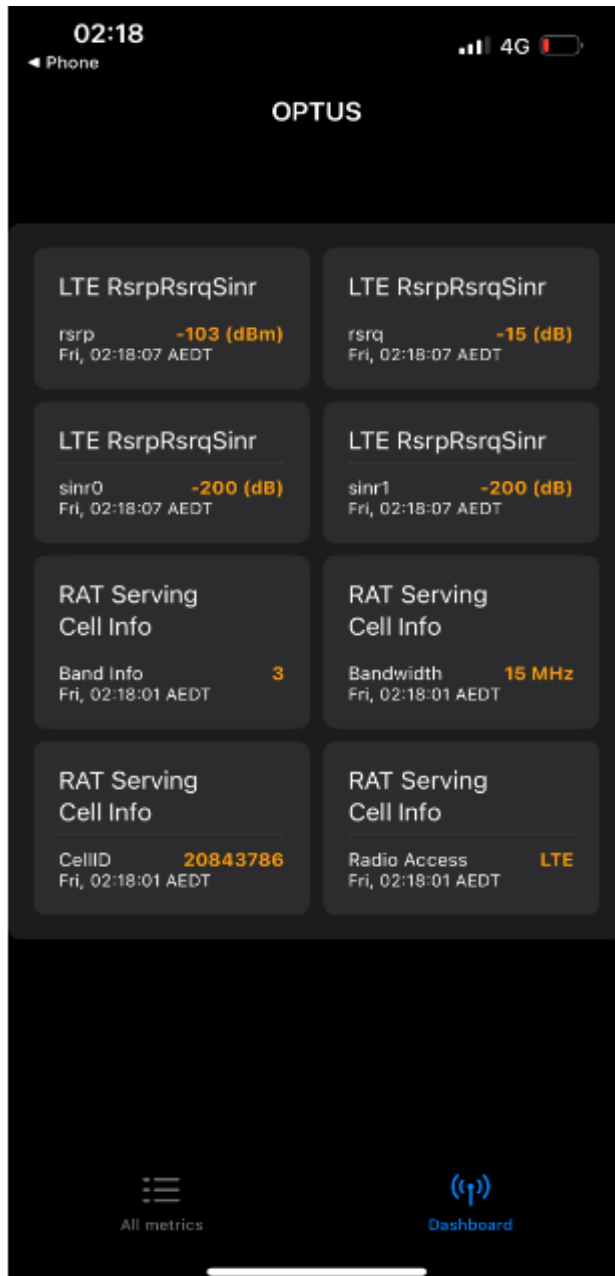 02:18
4G
◀ Phone
OPTUS
LTE RsrpRsrqSinr
rsrp -103 (dBm)
Fri, 02:18:07 AEDT
LTE RsrpRsrqSinr
rsrq -15 (dB)
Fri, 02:18:07 AEDT
LTE RsrpRsrqSinr
sinr0 -200 (dB)
Fri, 02:18:07 AEDT
LTE RsrpRsrqSinr
sinr1 -200 (dB)
Fri, 02:18:07 AEDT
RAT Serving
Cell Info
Band Info 3
Fri, 02:18:01 AEDT
RAT Serving
Cell Info
Bandwidth 15 MHz
Fri, 02:18:01 AEDT
RAT Serving
Cell Info
CellID 20843786
Fri, 02:18:01 AEDT
RAT Serving
Cell Info
Radio Access LTE
Fri, 02:18:01 AEDT
All metrics
Dashboard